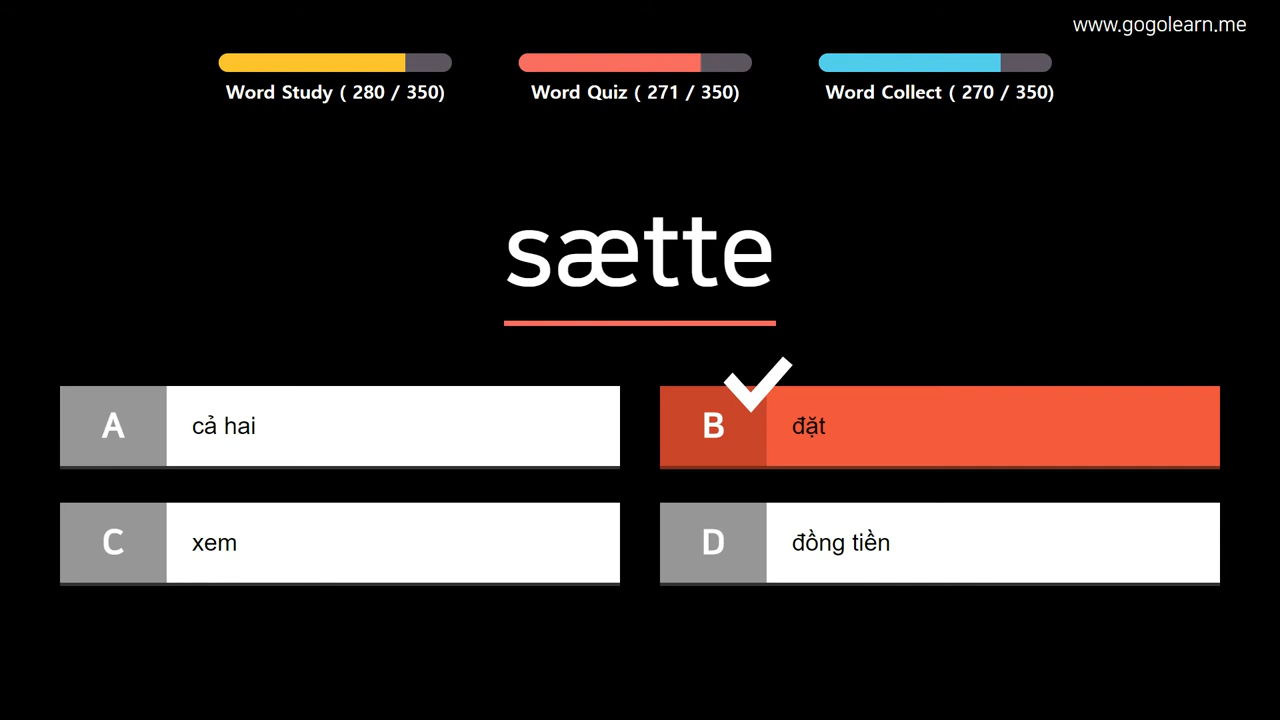 www.gogolearn.me
Word Study ( 280 / 350)
Word Quiz ( 271 / 350)
Word Collect ( 270 / 350)
sætte
A
cả hai
B
đặt
C
xem
D
đồng tiền